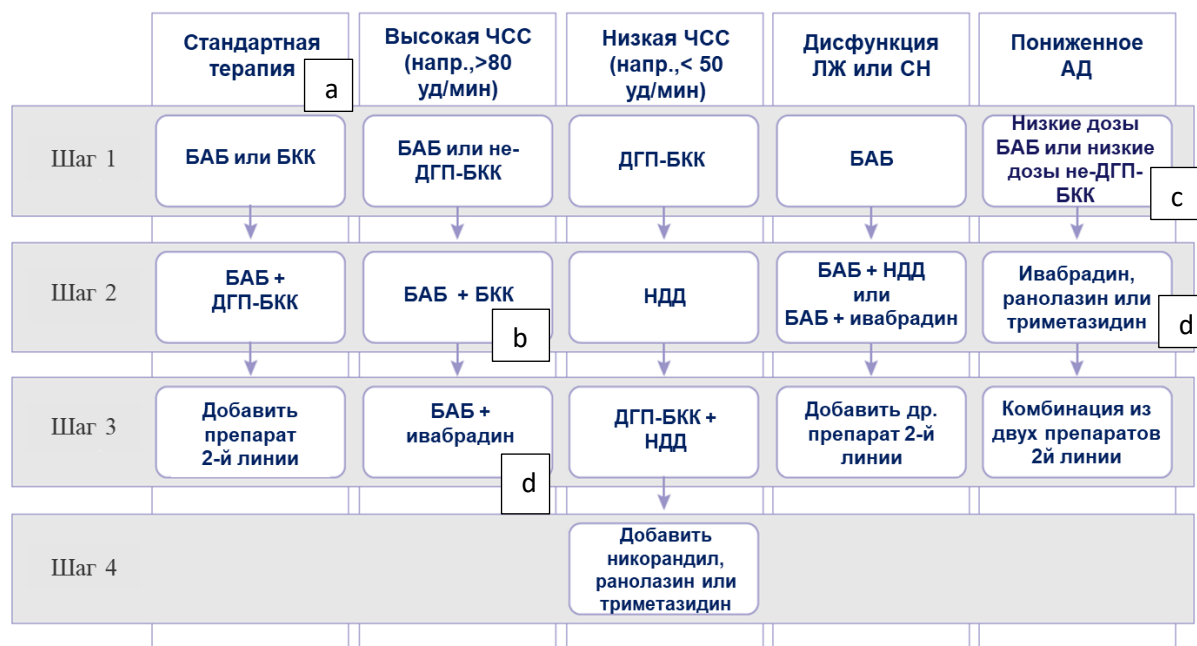 Стандартная
терапия
a
Высокая ЧСС
(напр.,>80
уд/мин)
Низкая ЧСС
(напр.,< 50
уд/мин)
Дисфункция
ЛЖ или СН
Пониженное
АД
Шаг 1
БАБ или БКК
БАБ или не-
ДГП-БКК
ДГП-БКК
БАБ
Низкие дозы
БАБ или низкие
дозы не-ДГП-
БКК
c
Шаг 2
БАБ +
ДГП-БКК
БАБ + БКК
b
НДД
БАБ + НДД
или
БАБ + ивабрадин
Ивабрадин,
ранолазин или
триметазидин
d
Шаг 3
Добавить
препарат
2-й линии
БАБ +
ивабрадин
d
ДГП-БКК +
НДД
Добавить др.
препарат 2-й
линии
Комбинация из
двух препаратов
2й линии
Шаг 4
Добавить
никорандил,
ранолазин или
триметазидин